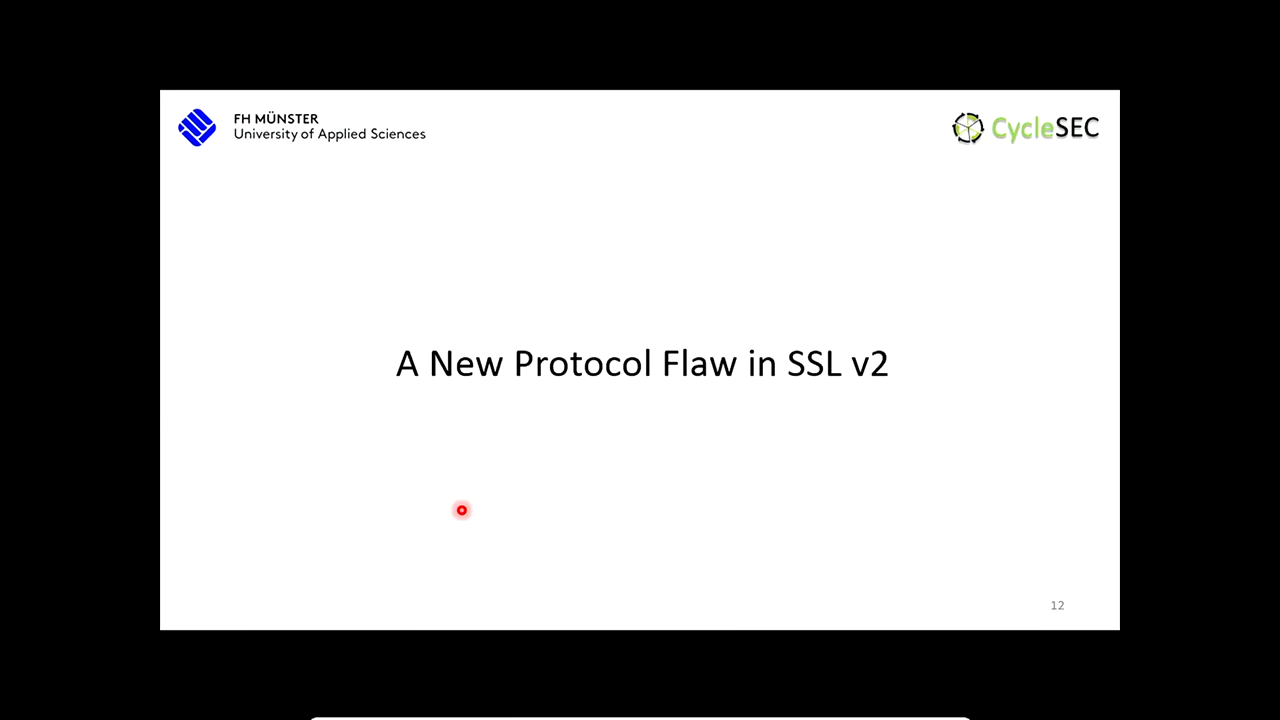 FH MÜNSTER
University of Applied Sciences
CycleSEC
A New Protocol Flaw in SSL v2
12